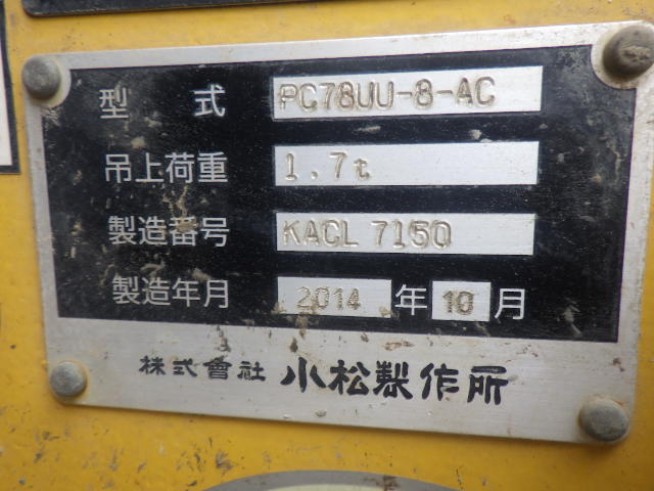 型 式 PC78UU-8-AC
吊上荷重 1.7t
製造番号 KACL 7150
製造年月 2014 年 10 月
株式會社 小松製作所